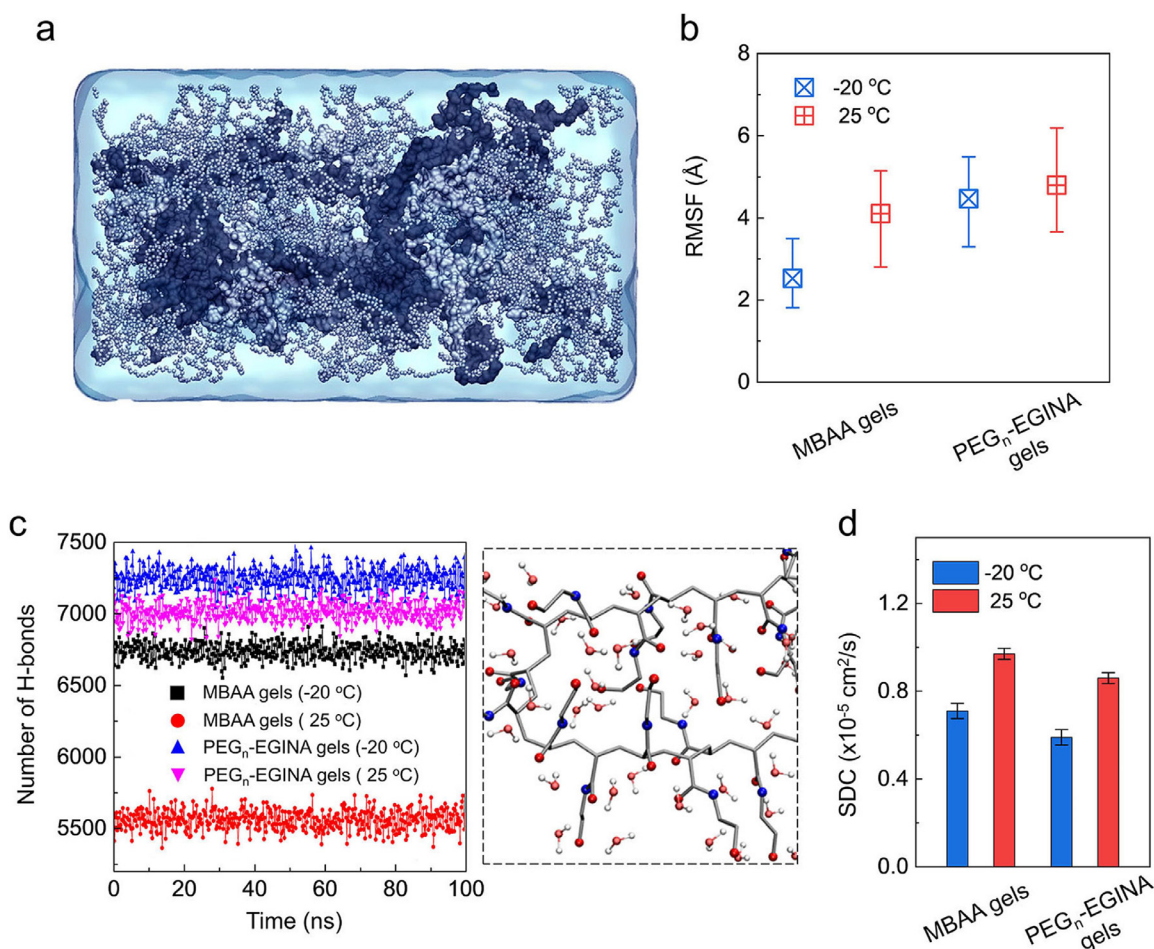 a
b
8
6
4
2
0
RMSF (Å)
-20 °C
25 °C
MBAA gels
PEGn-EGINA
gels
c
7500
7000
6500
6000
5500
Number of H-bonds
MBAA gels (-20 °C)
MBAA gels ( 25 °C)
PEGn-EGINA gels (-20 °C)
PEGn-EGINA gels ( 25 °C)
0 20 40 60 80 100
Time (ns)
d
1.2
0.8
0.4
0.0
SDC (x10-5 cm2/s)
-20 °C
25 °C
MBAA gels
PEGn-EGINA
gels